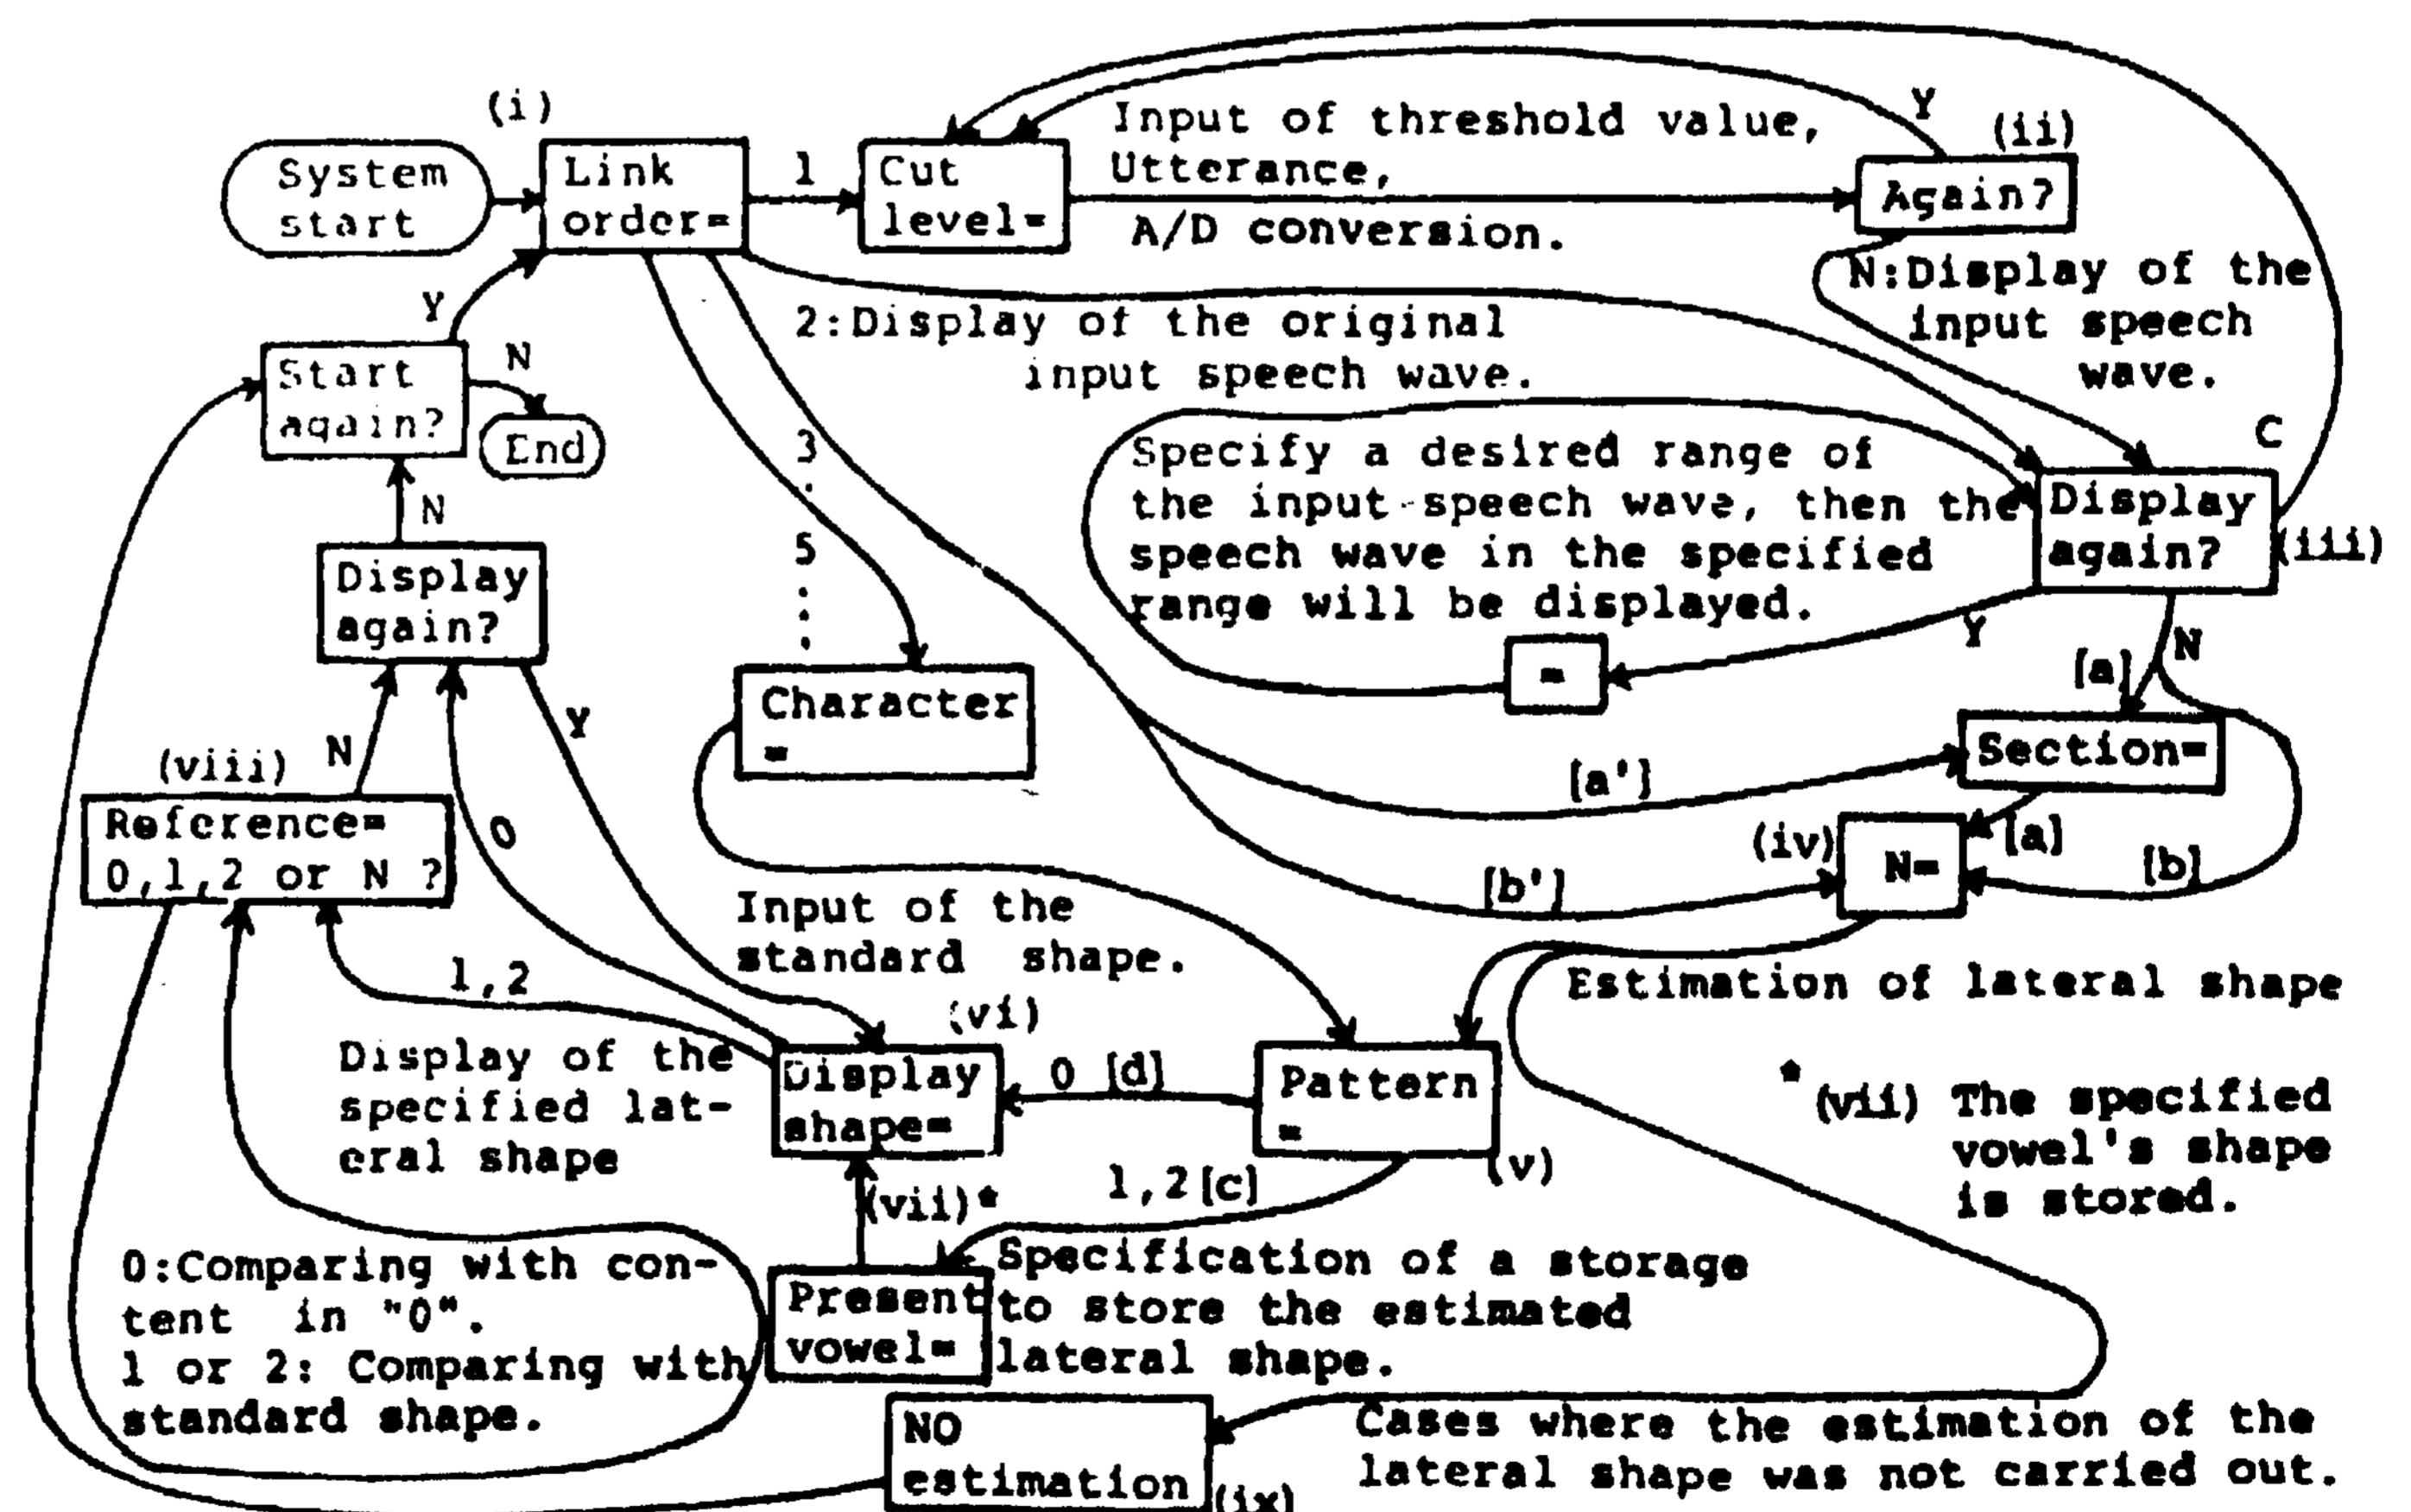 (i)
System
start
Link
order=
1
Cut
level=
Input of threshold value,
Utterance,
A/D conversion.
Y
(ii)
Again?
N:Display of the
input speech
wave.
2:Display of the original
input speech wave.
Y
Start
again?
N
End
N
Display
again?
3
.
5
:
:
Specify a desired range of
the input speech wave, then the
speech wave in the specified
range will be displayed.
C
Display
again?
(iii)
Y
=
N
[a]
Section=
[a']
[a]
(iv)
N=
[b]
[b']
Character
=
Y
(viii)
N
Reference=
0,1,2 or N ?
0
Input of the
standard shape.
1,2
(vi)
Estimation of lateral shape
Display of the
specified lat-
eral shape
Display
shape=
0 [d]
Pattern
=
(v)
*
(vii) The specified
vowel's shape
is stored.
1,2[c]
(vii)*
0:Comparing with con-
tent in "0".
1 or 2: Comparing with
standard shape.
Present
vowel=
Specification of a storage
to store the estimated
lateral shape.
NO
estimation
(ix)
Cases where the estimation of the
lateral shape was not carried out.